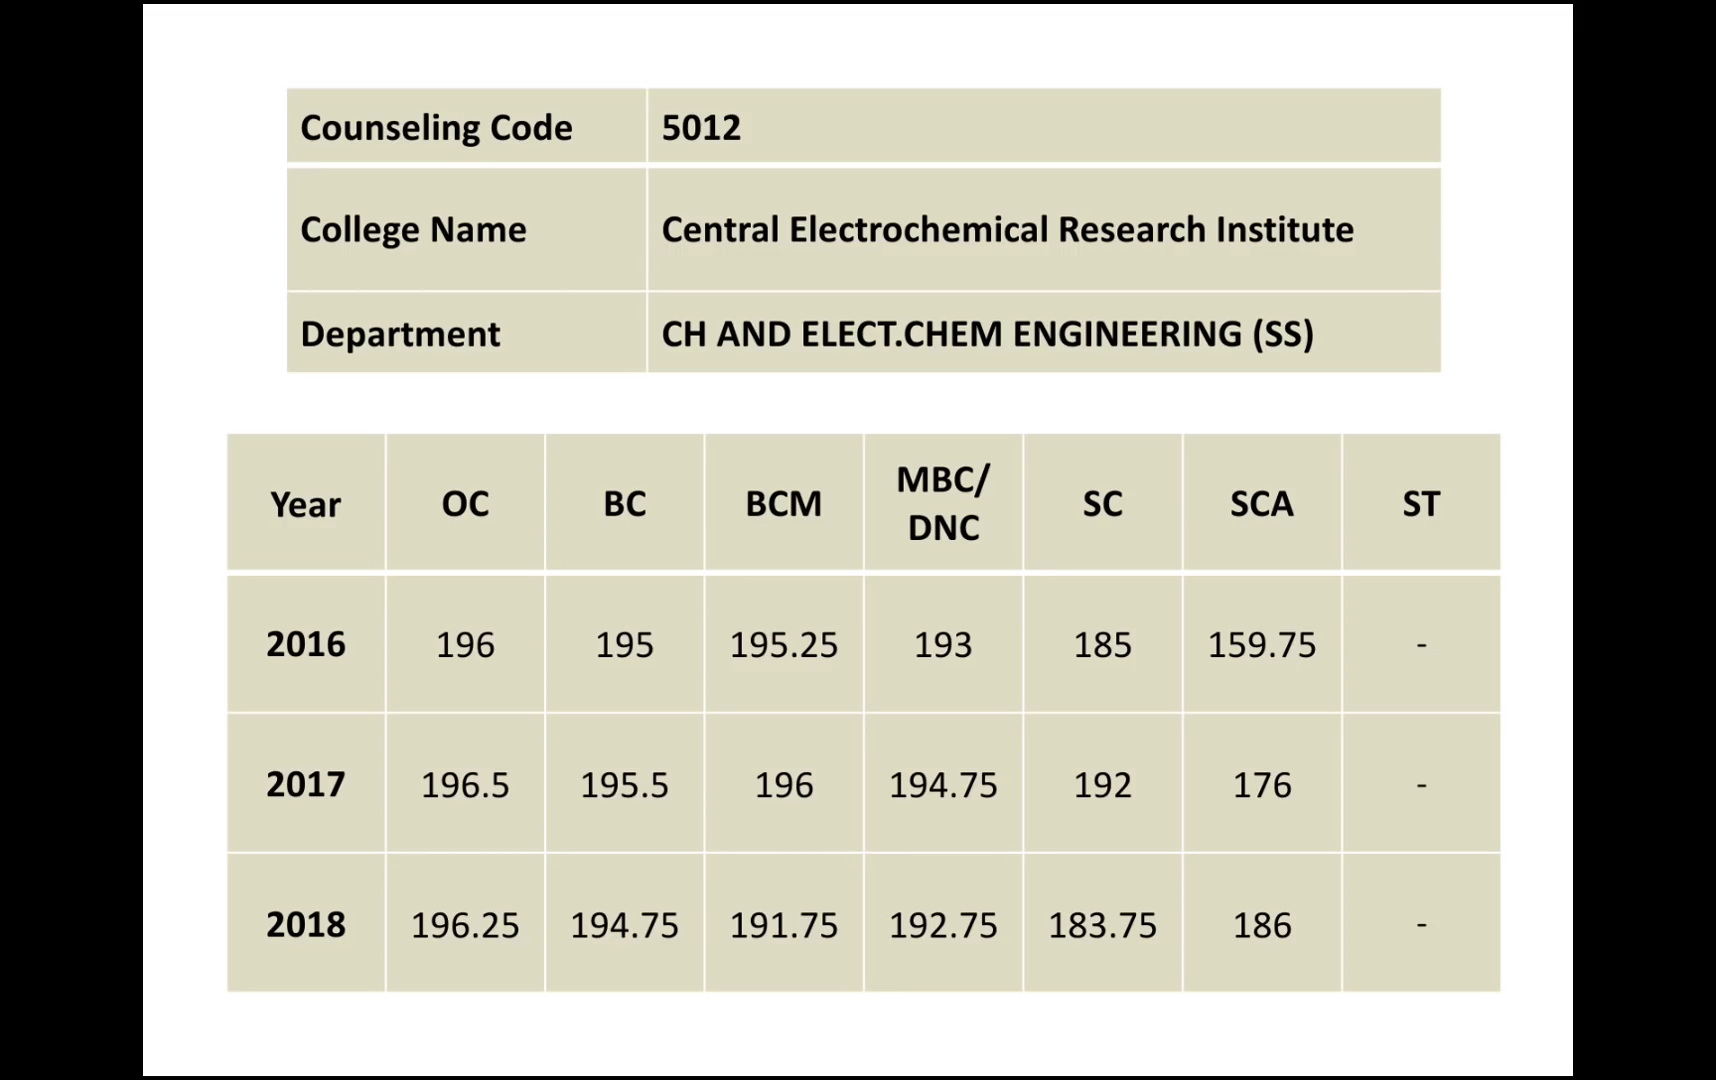 Counseling Code 5012
College Name Central Electrochemical Research Institute
Department CH AND ELECT.CHEM ENGINEERING (SS)
Year OC BC BCM MBC/ DNC SC SCA ST
2016 196 195 195.25 193 185 159.75 -
2017 196.5 195.5 196 194.75 192 176 -
2018 196.25 194.75 191.75 192.75 183.75 186 -